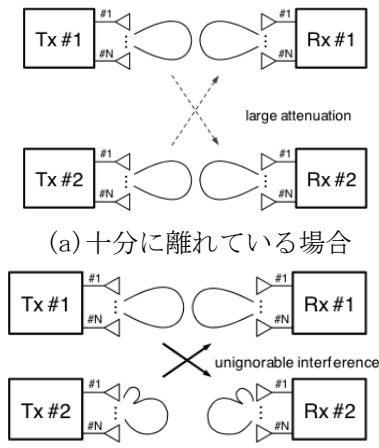 #1
#1
Tx #1
Rx #1
#N
#N
large attenuation
#1
#1
Tx #2
Rx #2
#N
#N
(a)十分に離れている場合
#1
#1
Tx #1
Rx #1
#N
#N
unignorable interference
#1
#1
Tx #2
Rx #2
#N
#N